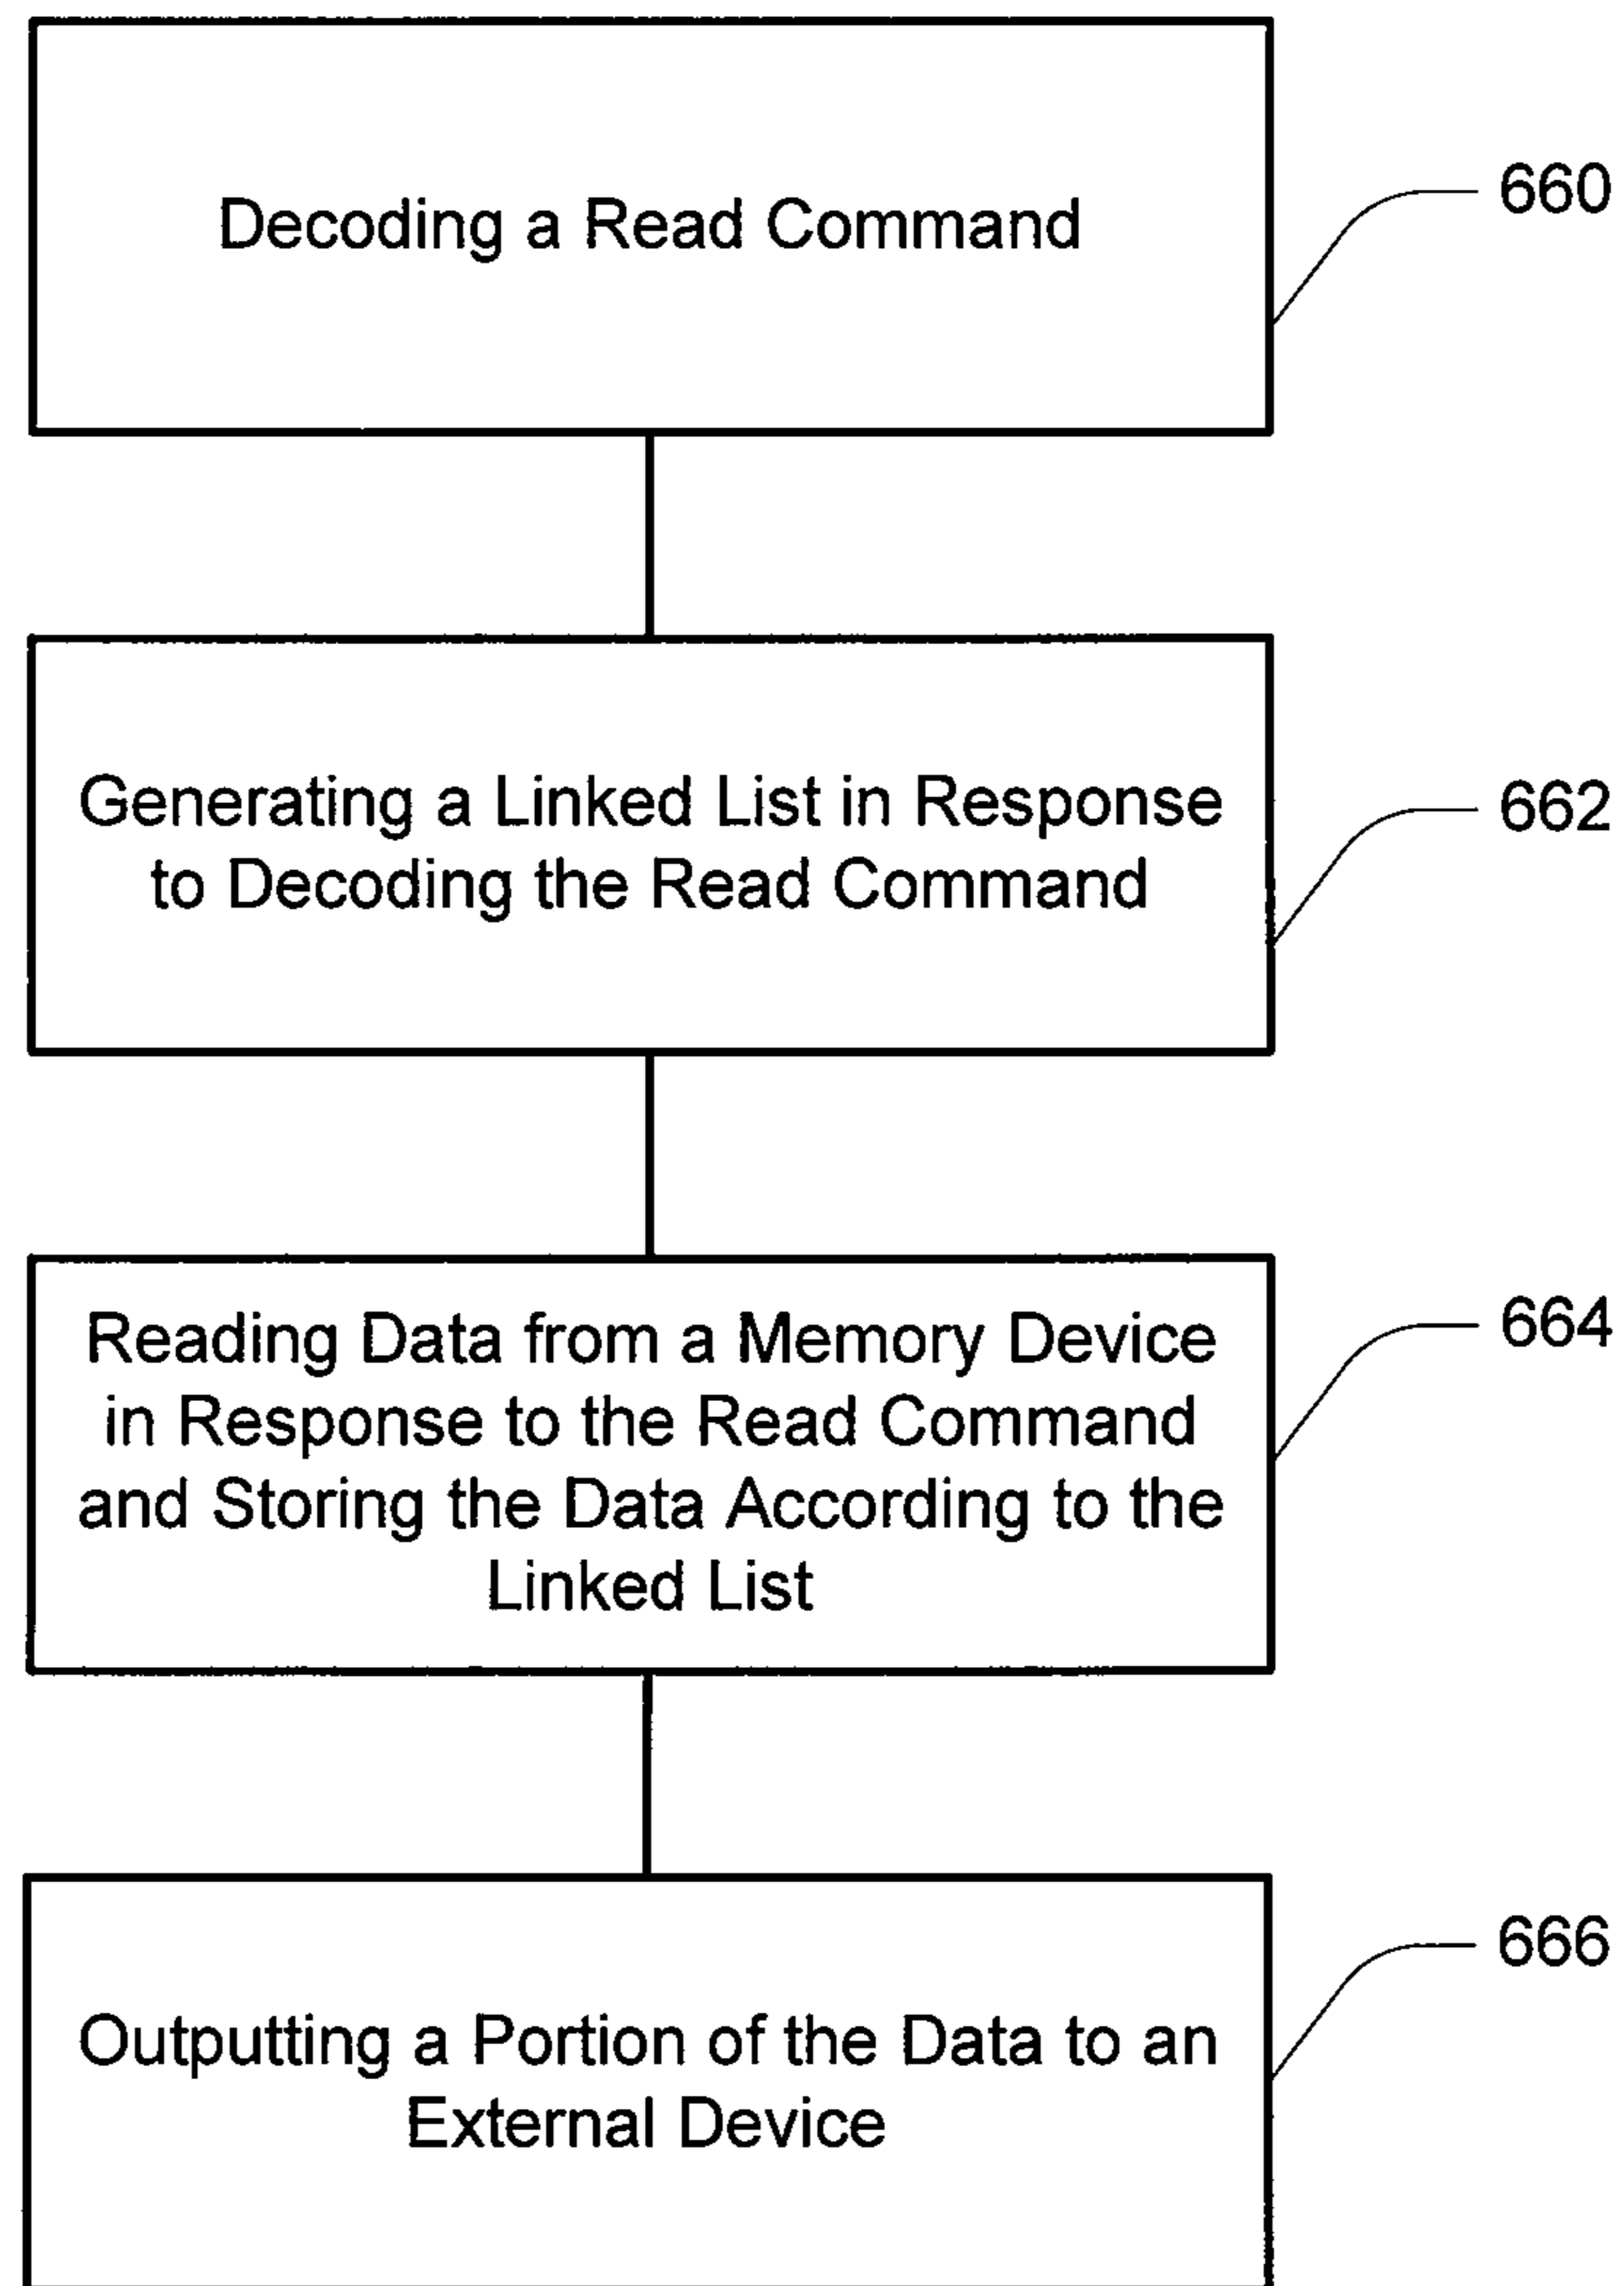 Decoding a Read Command
660
Generating a Linked List in Response
to Decoding the Read Command
662
Reading Data from a Memory Device
in Response to the Read Command
and Storing the Data According to the
Linked List
664
Outputting a Portion of the Data to an
External Device
666